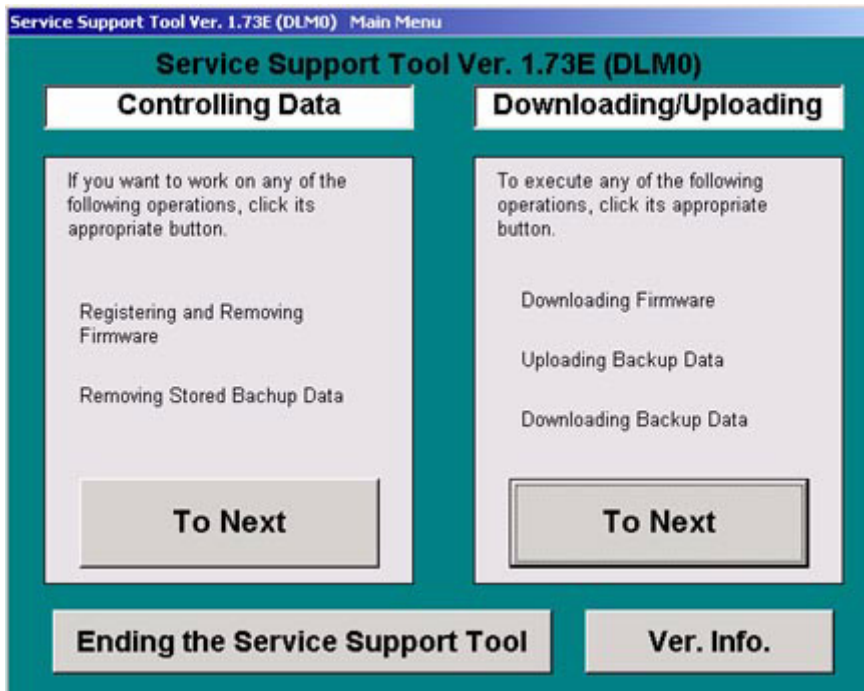 Service Support Tool Ver. 1.73E (DLM0) Main Menu
Service Support Tool Ver. 1.73E (DLM0)
Controlling Data
If you want to work on any of the
following operations, click its
appropriate button.
Registering and Removing
Firmware
Removing Stored Bachup Data
To Next
Downloading/Uploading
To execute any of the following
operations, click its appropriate
button.
Downloading Firmware
Uploading Backup Data
Downloading Backup Data
To Next
Ending the Service Support Tool
Ver. Info.